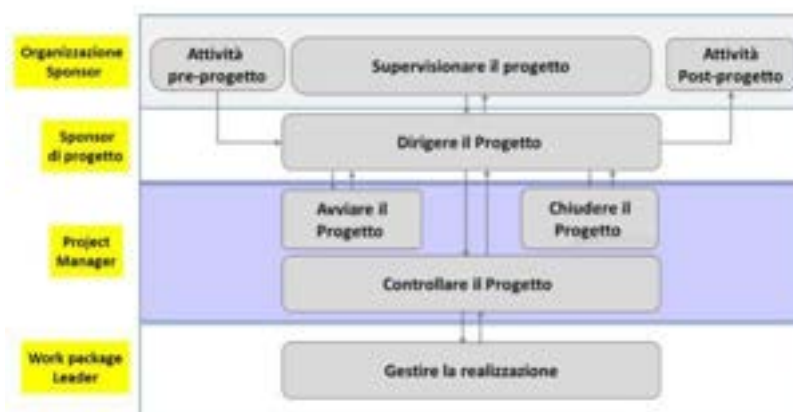 Organizzazione
Sponsor
Attività
pre-progetto
Supervisionare il progetto
Attività
Post-progetto
Sponsor
di progetto
Dirigere il Progetto
Project
Manager
Avviare il
Progetto
Chiudere il
Progetto
Controllare il Progetto
Work package
Leader
Gestire la realizzazione